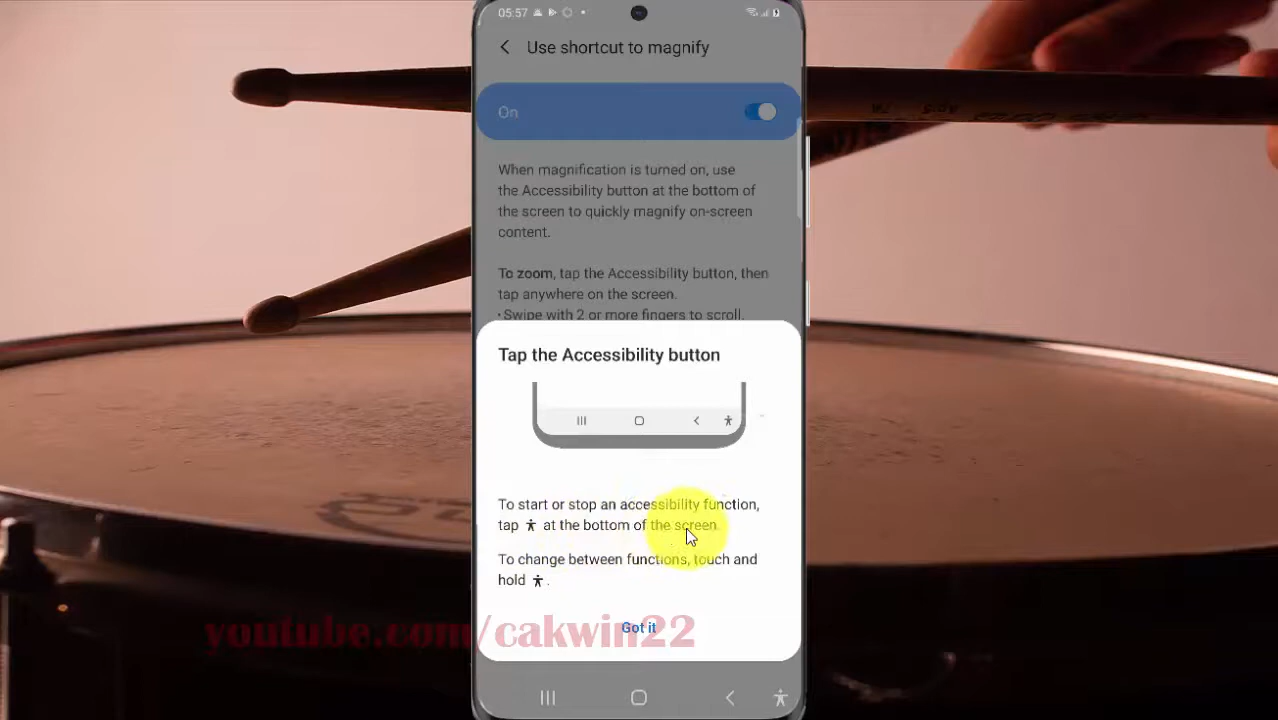 05:57
Use shortcut to magnify
On
When magnification is turned on, use
the Accessibility button at the bottom of
the screen to quickly magnify on-screen
content.
To zoom, tap the Accessibility button, then
tap anywhere on the screen.
• Swipe with 2 or more fingers to scroll.
Tap the Accessibility button
To start or stop an accessibility function,
tap at the bottom of the screen.
To change between functions, touch and
hold .
Got it
youtube.com/cakwin22